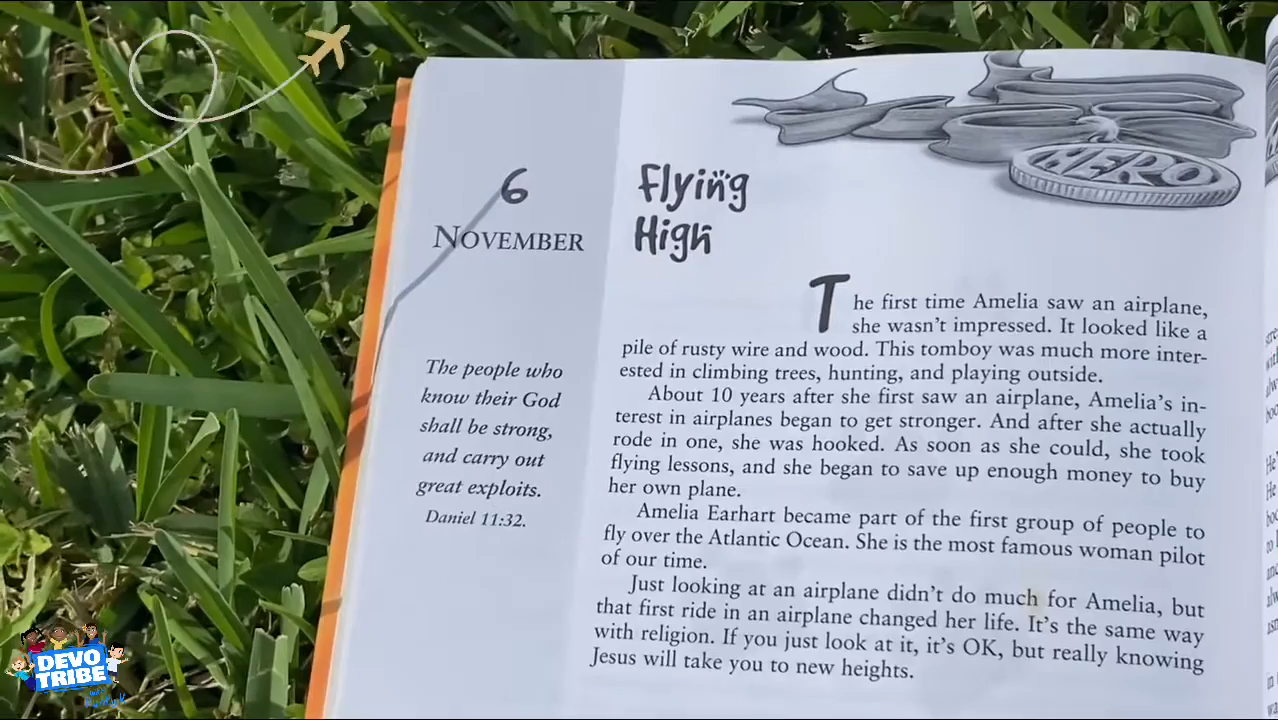 6
NOVEMBER
The people who
know their God
shall be strong,
and carry out
great exploits.
Daniel 11:32.
HERO
Flying
High
The first time Amelia saw an airplane,
she wasn't impressed. It looked like a
pile of rusty wire and wood. This tomboy was much more inter-
ested in climbing trees, hunting, and playing outside.
About 10 years after she first saw an airplane, Amelia's in-
terest in airplanes began to get stronger. And after she actually
rode in one, she was hooked. As soon as she could, she took
flying lessons, and she began to save up enough money to buy
her own plane.
Amelia Earhart became part of the first group of people to
fly over the Atlantic Ocean. She is the most famous woman pilot
of our time.
Just looking at an airplane didn't do much for Amelia, but
that first ride in an airplane changed her life. It's the same way
with religion. If you just look at it, it's OK, but really knowing
Jesus will take you to new heights.
DEVO
TRIBE